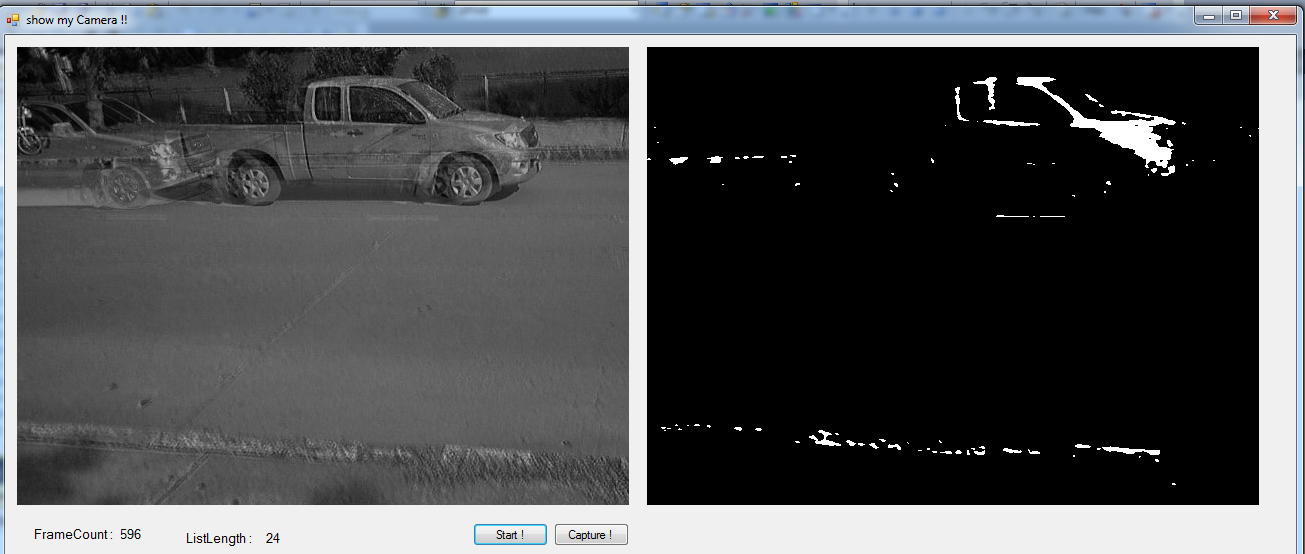 show my Camera !!
FrameCount : 596
ListLength : 24
Start !
Capture !